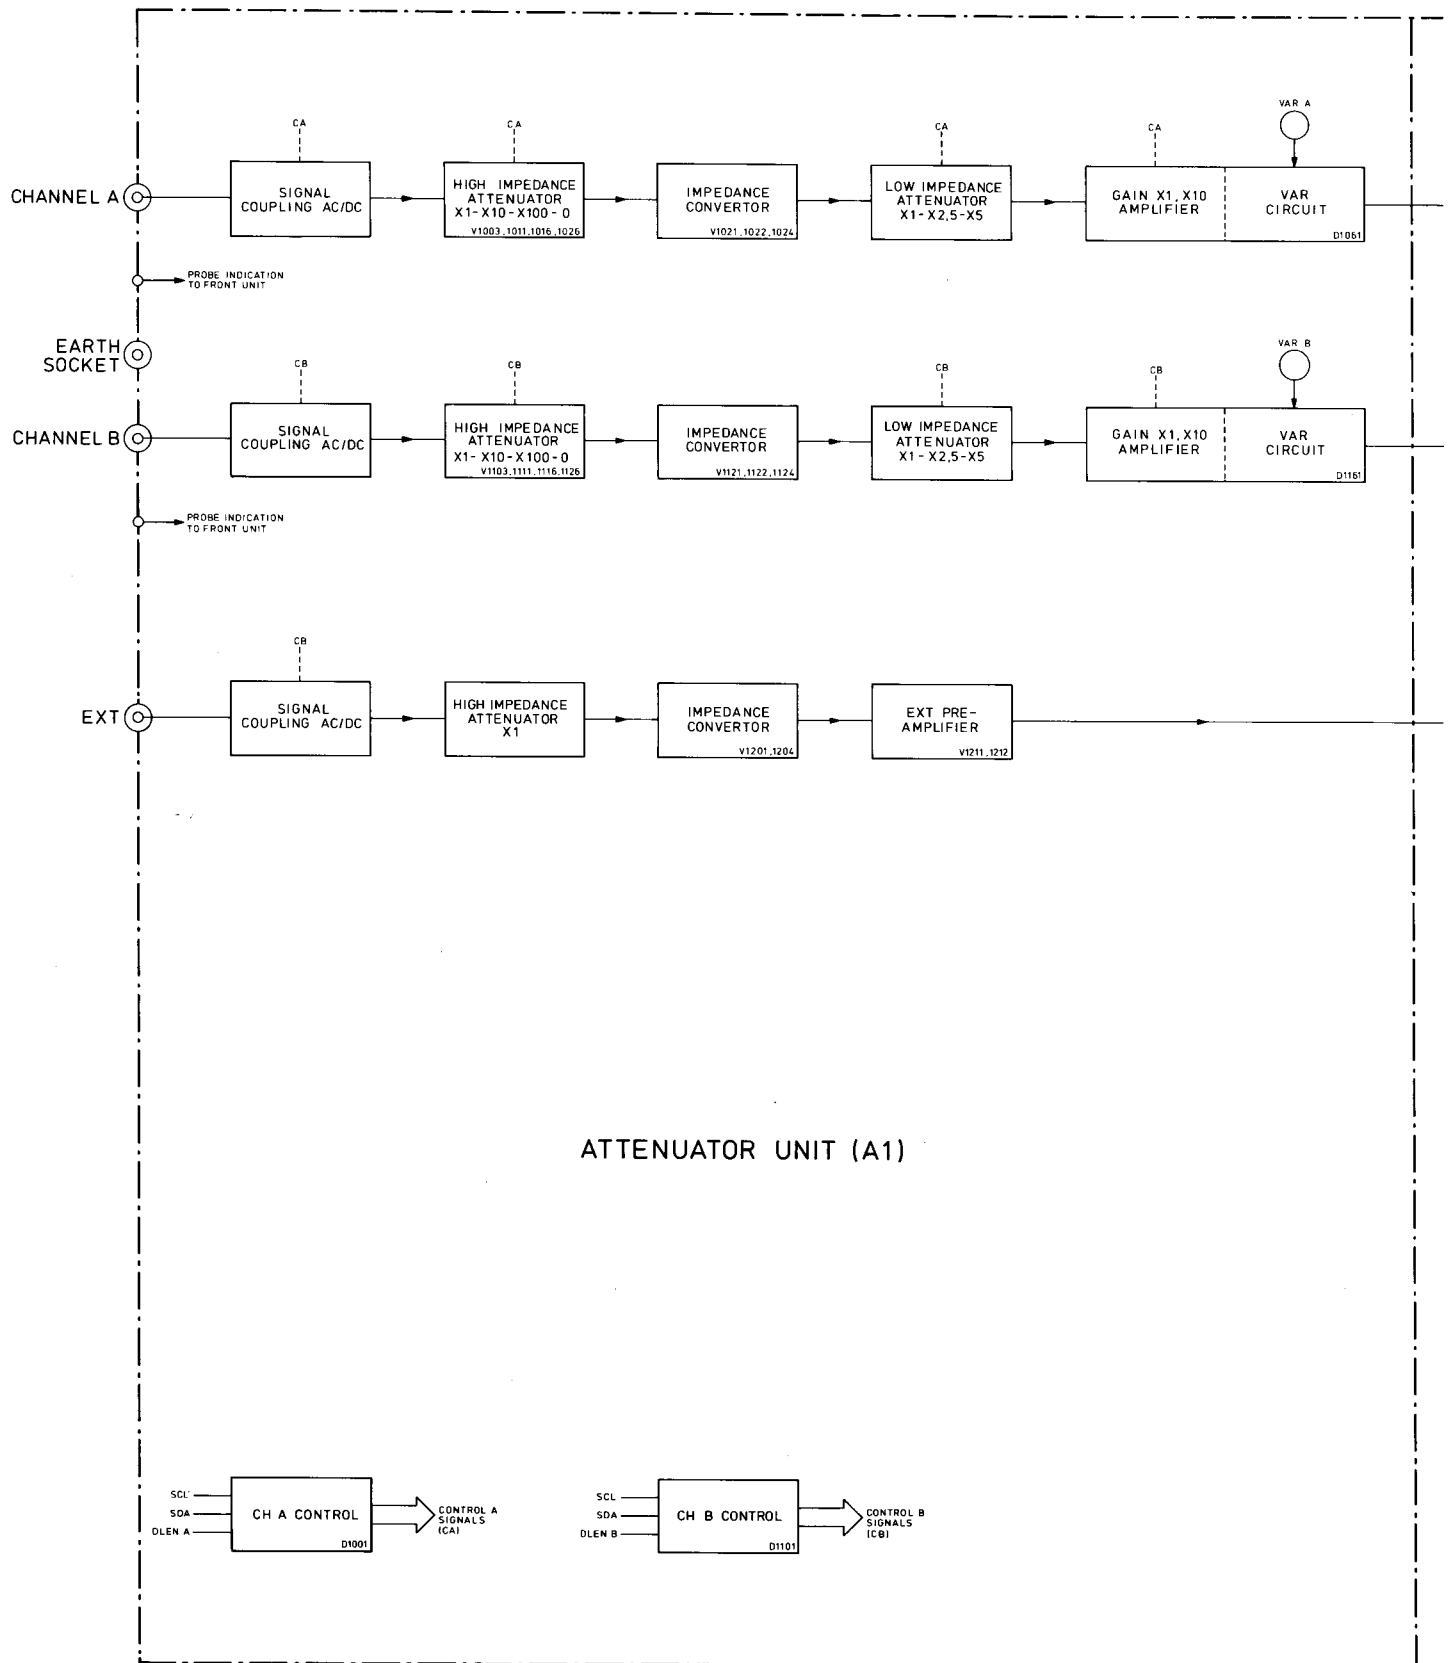 VAR A
CA
CA
CA
CA
CHANNEL A
SIGNAL
COUPLING AC/DC
HIGH IMPEDANCE
ATTENUATOR
X1-X10-X100-0
V1003,1011,1016,1026
IMPEDANCE
CONVERTOR
V1021,1022,1024
LOW IMPEDANCE
ATTENUATOR
X1-X2,5-X5
GAIN X1,X10
AMPLIFIER
VAR
CIRCUIT
D1061
PROBE INDICATION
TO FRONT UNIT
EARTH
SOCKET
VAR B
CB
CB
CB
CB
CHANNEL B
SIGNAL
COUPLING AC/DC
HIGH IMPEDANCE
ATTENUATOR
X1-X10-X100-0
V1103,1111,1116,1126
IMPEDANCE
CONVERTOR
V1121,1122,1124
LOW IMPEDANCE
ATTENUATOR
X1-X2,5-X5
GAIN X1,X10
AMPLIFIER
VAR
CIRCUIT
D1161
PROBE INDICATION
TO FRONT UNIT
CB
EXT
SIGNAL
COUPLING AC/DC
HIGH IMPEDANCE
ATTENUATOR
X1
IMPEDANCE
CONVERTOR
V1201,1204
EXT PRE-
AMPLIFIER
V1211,1212
ATTENUATOR UNIT (A1)
SCL
SDA
DLEN A
CH A CONTROL
D1001
CONTROL A
SIGNALS
(CA)
SCL
SDA
DLEN B
CH B CONTROL
D1101
CONTROL B
SIGNALS
(CB)